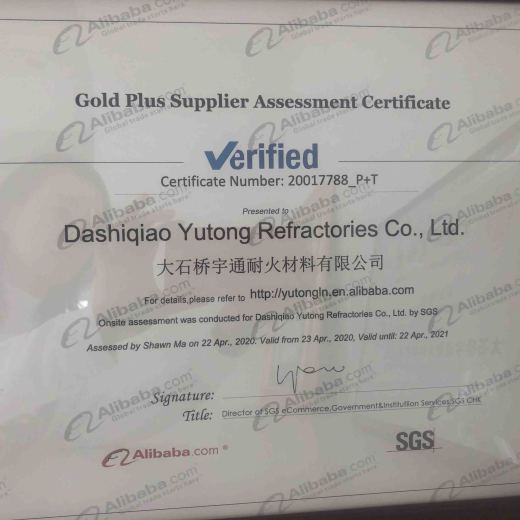 Gold Plus Supplier Assessment Certificate
Verified
Certificate Number: 20017788_P+T
Presented to
Dashiqiao Yutong Refractories Co., Ltd.
大石桥宇通耐火材料有限公司
For details,please refer to http://yutongln.en.alibaba.com
Onsite assessment was conducted for Dashiqiao Yutong Refractories Co., Ltd. by SGS
Assessed by Shawn Ma on 22 Apr., 2020. Valid from 23 Apr., 2020, Valid until: 22 Apr., 2021
Signature:
Title: Director of SGS eCommerce,Government&Instituition Services,SGS CHK
Alibaba.com®
SGS